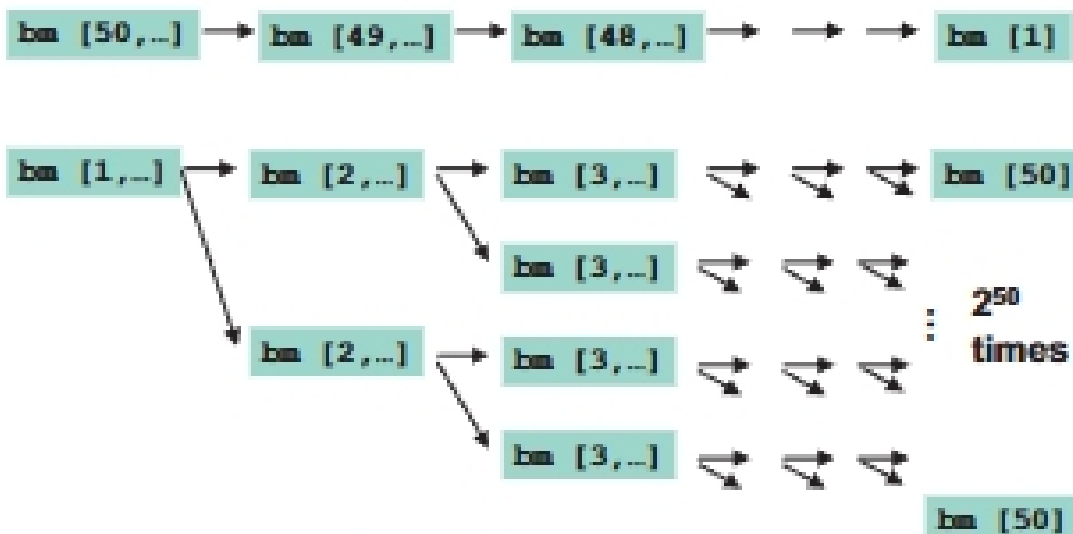 bm [50,…] bm [49,…] bm [48,…] bm [1]
bm [1,…] bm [2,…] bm [3,…] bm [50]
bm [3,…]
2⁵⁰
⋮
times
bm [2,…] bm [3,…]
bm [3,…]
bm [50]